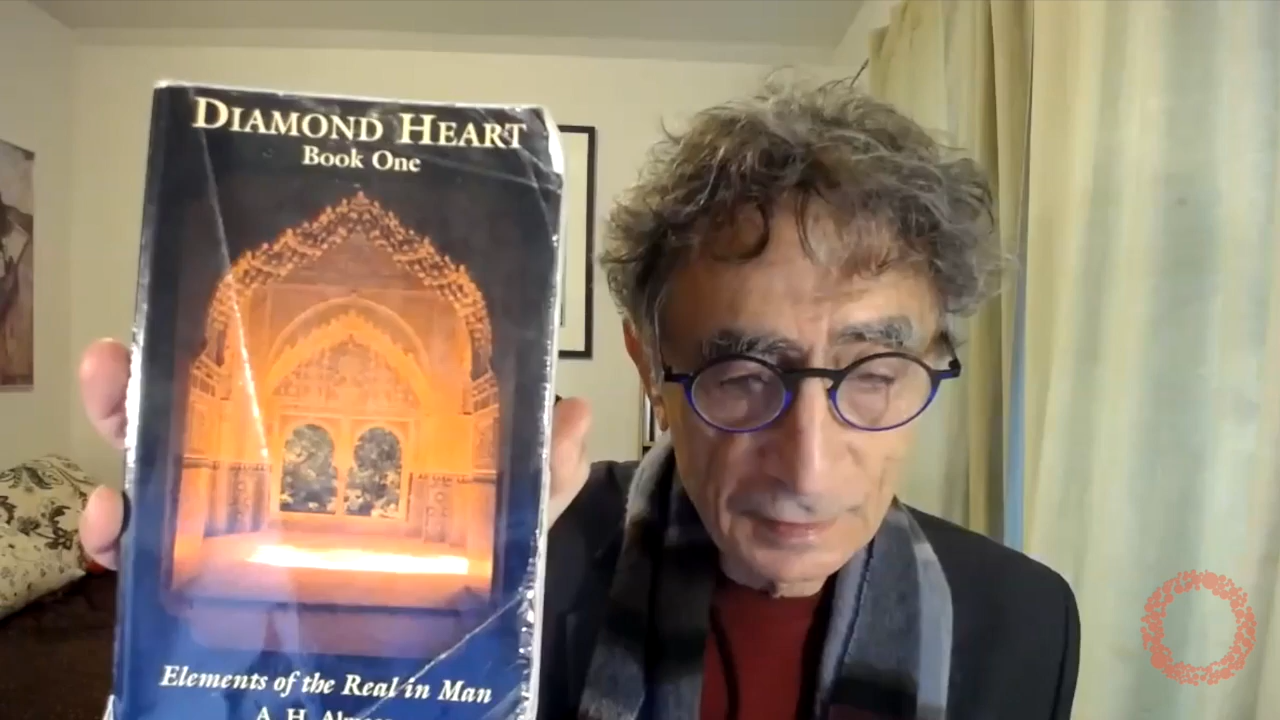 DIAMOND HEART
Book One
Elements of the Real in Man
A. H.